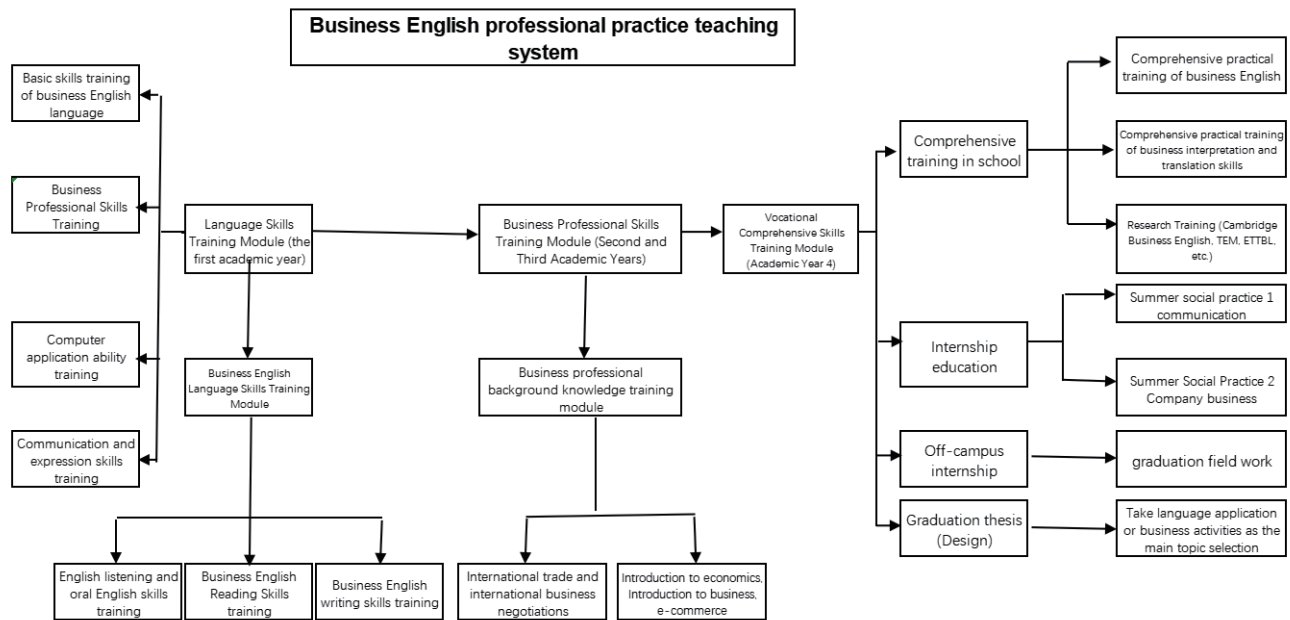 Business English professional practice teaching
system
Basic skills training
of business English
language
Business
Professional Skills
Training
Computer
application ability
training
Communication and
expression skills
training
Language Skills
Training Module (the
first academic year)
Business English
Language Skills Training
Module
English listening and
oral English skills
training
Business English
Reading Skills
training
Business English
writing skills training
Business Professional Skills
Training Module (Second and
Third Academic Years)
Business professional
background knowledge training
module
International trade and
international business
negotiations
Introduction to economics,
Introduction to business,
e-commerce
Vocational
Comprehensive Skills
Training Module
(Academic Year 4)
Comprehensive
training in school
Comprehensive practical
training of business English
Comprehensive practical training
of business interpretation and
translation skills
Research Training (Cambridge
Business English, TEM, ETTBL,
etc.)
Internship
education
Summer social practice 1
communication
Summer Social Practice 2
Company business
Off-campus
internship
graduation field work
Graduation thesis
(Design)
Take language application
or business activities as the
main topic selection